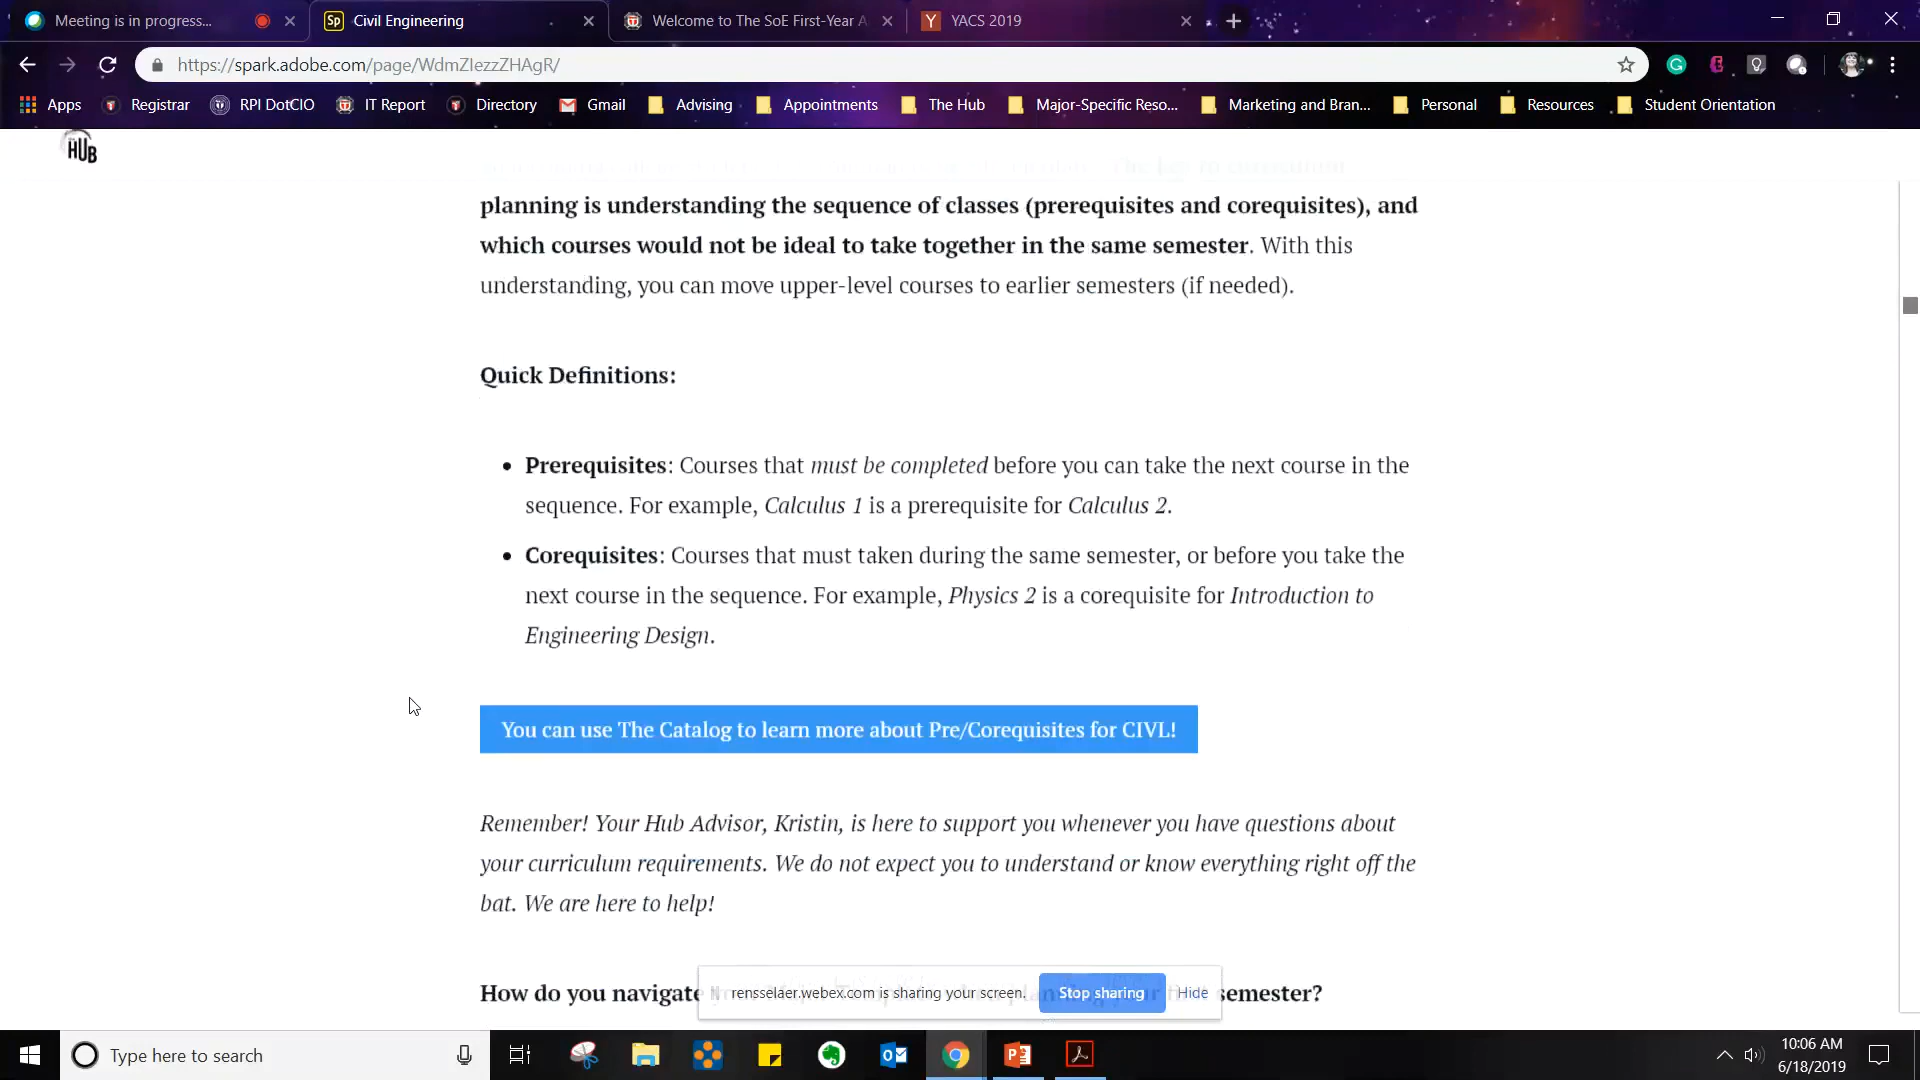 Meeting is in progress...
Civil Engineering
Welcome to The SoE First-Year A
YACS 2019
https://spark.adobe.com/page/WdmZIezzZHAgR/
Apps Registrar RPI DotCIO IT Report Directory Gmail Advising Appointments The Hub Major-Specific Reso... Marketing and Bran... Personal Resources Student Orientation
HUB
planning is understanding the sequence of classes (prerequisites and corequisites), and
which courses would not be ideal to take together in the same semester. With this
understanding, you can move upper-level courses to earlier semesters (if needed).
Quick Definitions:
• Prerequisites: Courses that must be completed before you can take the next course in the
sequence. For example, Calculus 1 is a prerequisite for Calculus 2.
• Corequisites: Courses that must taken during the same semester, or before you take the
next course in the sequence. For example, Physics 2 is a corequisite for Introduction to
Engineering Design.
You can use The Catalog to learn more about Pre/Corequisites for CIVL!
Remember! Your Hub Advisor, Kristin, is here to support you whenever you have questions about
your curriculum requirements. We do not expect you to understand or know everything right off the
bat. We are here to help!
How do you navigate semester?
rensselaer.webex.com is sharing your screen. Stop sharing Hide
Type here to search
10:06 AM
6/18/2019